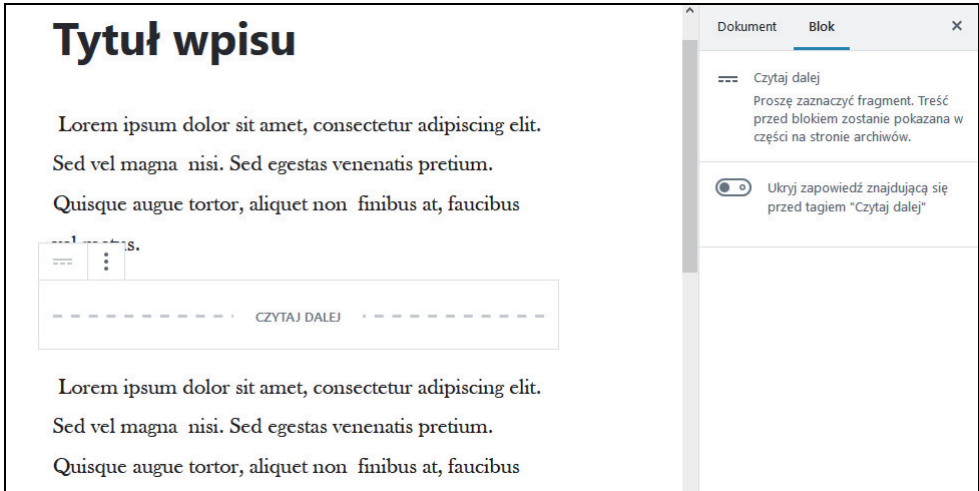 Tytuł wpisu
Lorem ipsum dolor sit amet, consectetur adipiscing elit.
Sed vel magna nisi. Sed egestas venenatis pretium.
Quisque augue tortor, aliquet non finibus at, faucibus
CZYTAJ DALEJ
Lorem ipsum dolor sit amet, consectetur adipiscing elit.
Sed vel magna nisi. Sed egestas venenatis pretium.
Quisque augue tortor, aliquet non finibus at, faucibus
Dokument Blok
Czytaj dalej
Proszę zaznaczyć fragment. Treść
przed blokiem zostanie pokazana w
części na stronie archiwów.
Ukryj zapowiedź znajdującą się
przed tagiem "Czytaj dalej"